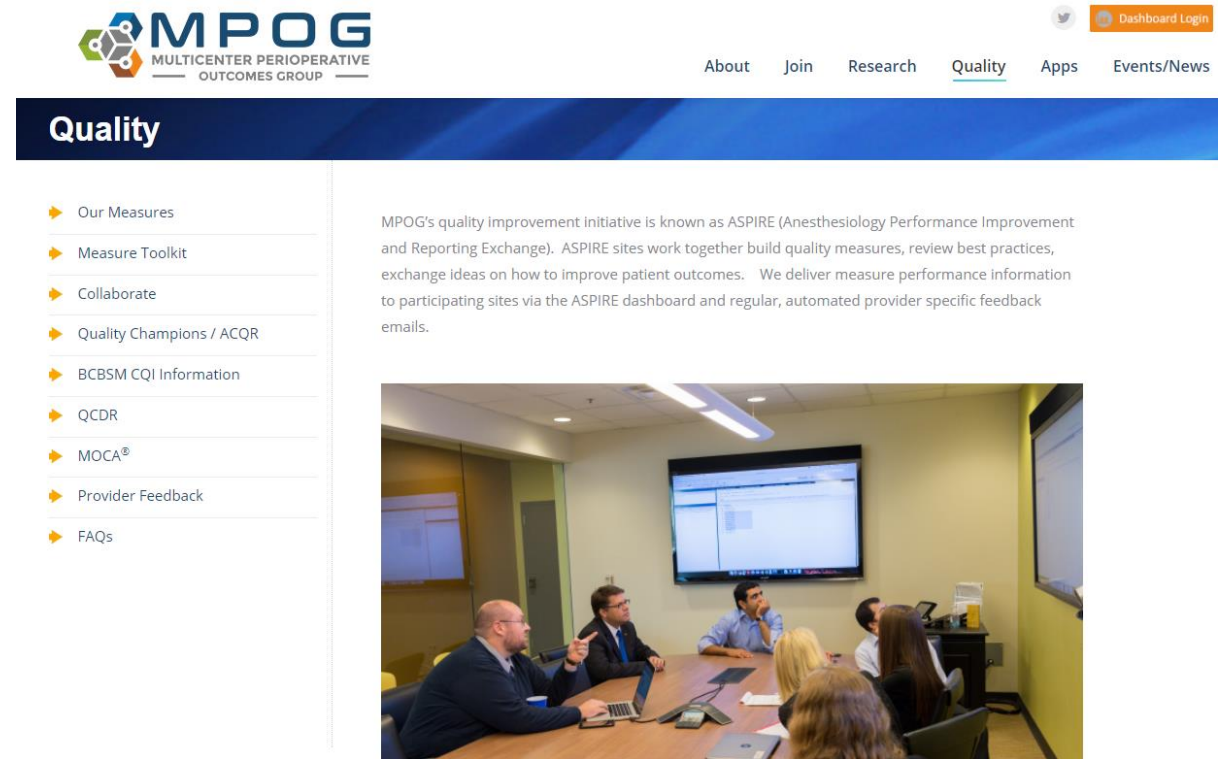 MPOG
MULTICENTER PERIOPERATIVE
OUTCOMES GROUP
Dashboard Login
About Join Research Quality Apps Events/News
Quality
Our Measures
Measure Toolkit
Collaborate
Quality Champions / ACQR
BCBSM CQI Information
QCDR
MOCA®
Provider Feedback
FAQs
MPOG's quality improvement initiative is known as ASPIRE (Anesthesiology Performance Improvement
and Reporting Exchange). ASPIRE sites work together build quality measures, review best practices,
exchange ideas on how to improve patient outcomes. We deliver measure performance information
to participating sites via the ASPIRE dashboard and regular, automated provider specific feedback
emails.